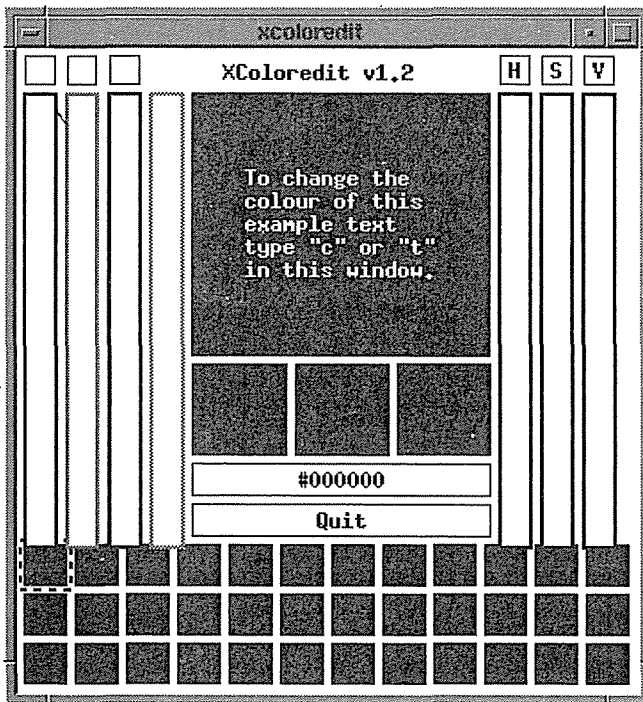 xcoloredit
XColoredit v1.2
H S V
To change the
colour of this
example text
type "c" or "t"
in this window.
#000000
Quit